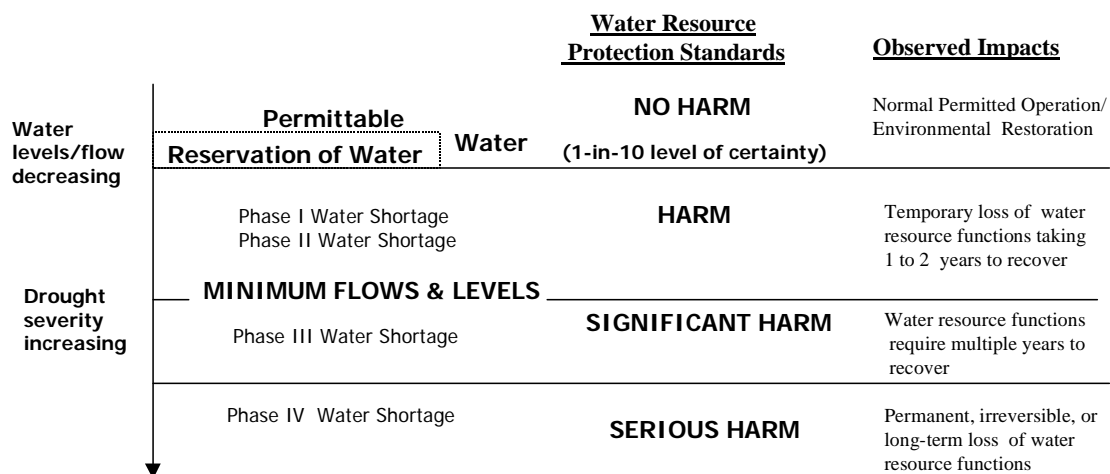 Water Resource
Protection Standards
Observed Impacts
Water
levels/flow
decreasing
Permittable
Reservation of Water
Water
NO HARM
(1-in-10 level of certainty)
Normal Permitted Operation/
Environmental Restoration
Phase I Water Shortage
Phase II Water Shortage
HARM
Temporary loss of water
resource functions taking
1 to 2 years to recover
Drought
severity
increasing
MINIMUM FLOWS & LEVELS
Phase III Water Shortage
SIGNIFICANT HARM
Water resource functions
require multiple years to
recover
Phase IV Water Shortage
SERIOUS HARM
Permanent, irreversible, or
long-term loss of water
resource functions